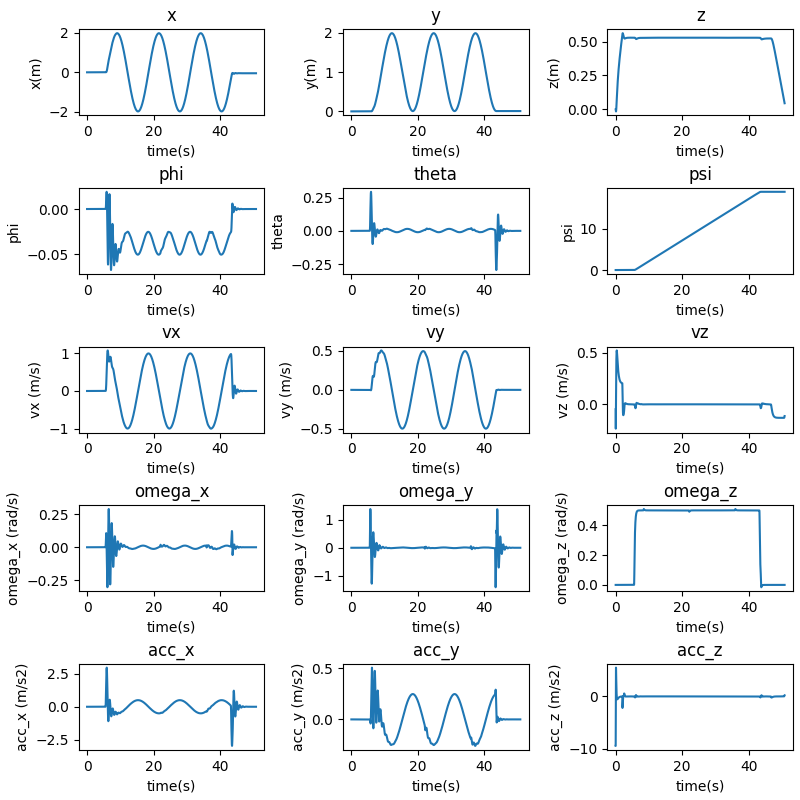 x y z
2 2 0.50
x(m) 0 y(m) 1 z(m) 0.25
−2 0 0.00
0 20 40 0 20 40 0 20 40
time(s) time(s) time(s)
phi theta psi
0.00 0.25
phi theta 0.00 psi 10
−0.05 −0.25 0
0 20 40 0 20 40 0 20 40
time(s) time(s) time(s)
vx vy vz
1 0.5 0.5
vx (m/s) 0 vy (m/s) 0.0 vz (m/s) 0.0
−1 −0.5
0 20 40 0 20 40 0 20 40
time(s) time(s) time(s)
omega_x omega_y omega_z
0.25 1 0.4
omega_x (rad/s) 0.00 omega_y (rad/s) 0 omega_z (rad/s) 0.2
−0.25 −1 0.0
0 20 40 0 20 40 0 20 40
time(s) time(s) time(s)
acc_x acc_y acc_z
2.5 0.5
acc_x (m/s2) 0.0 acc_y (m/s2) 0.0 acc_z (m/s2) 0
−2.5 −10
0 20 40 0 20 40 0 20 40
time(s) time(s) time(s)